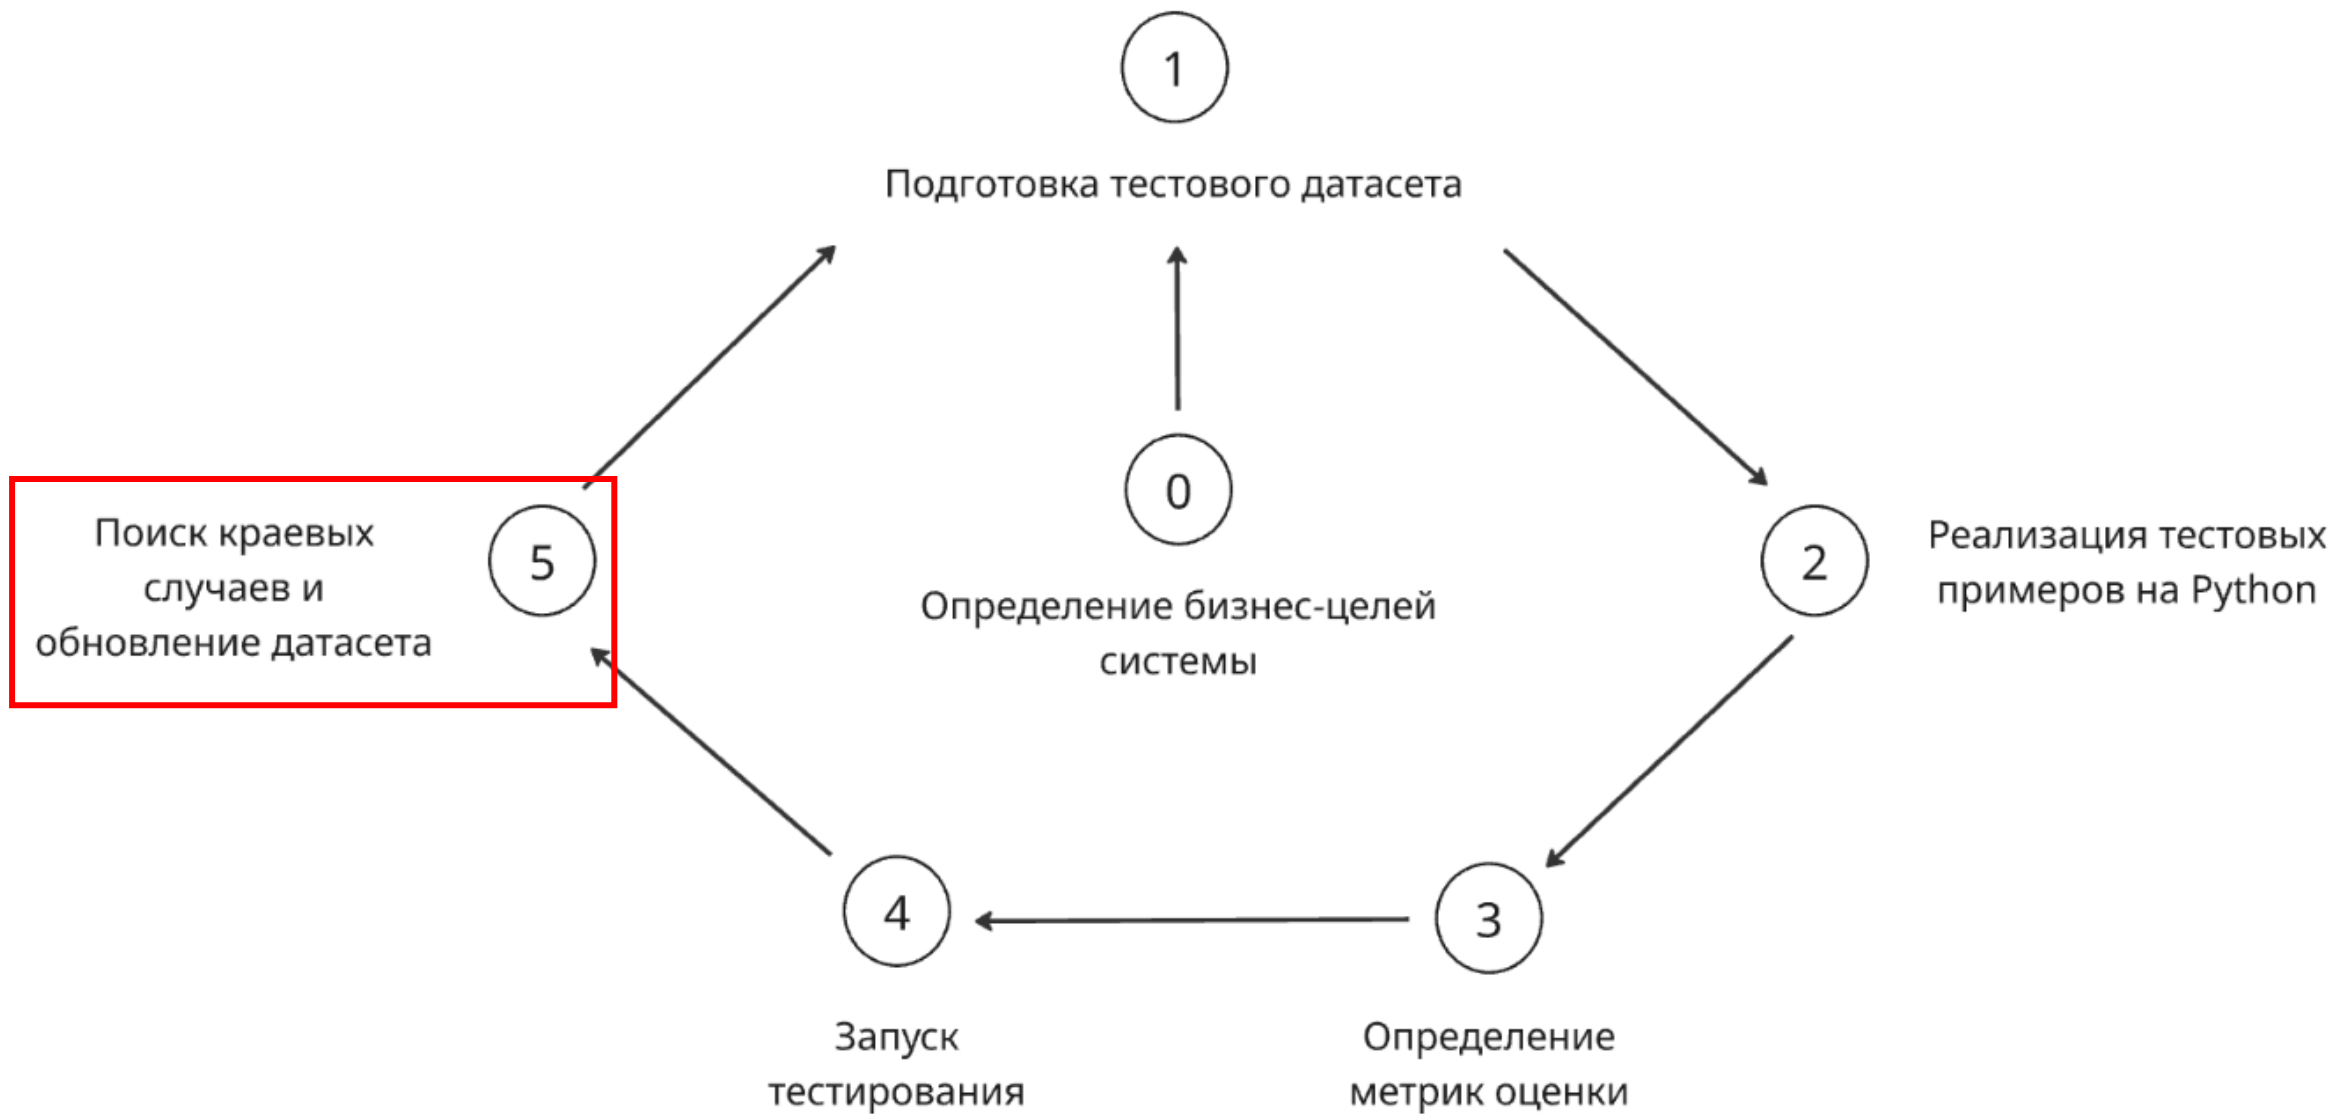 1
Подготовка тестового датасета
0
Определение бизнес-целей
системы
5
Поиск краевых
случаев и
обновление датасета
2
Реализация тестовых
примеров на Python
4
Запуск
тестирования
3
Определение
метрик оценки